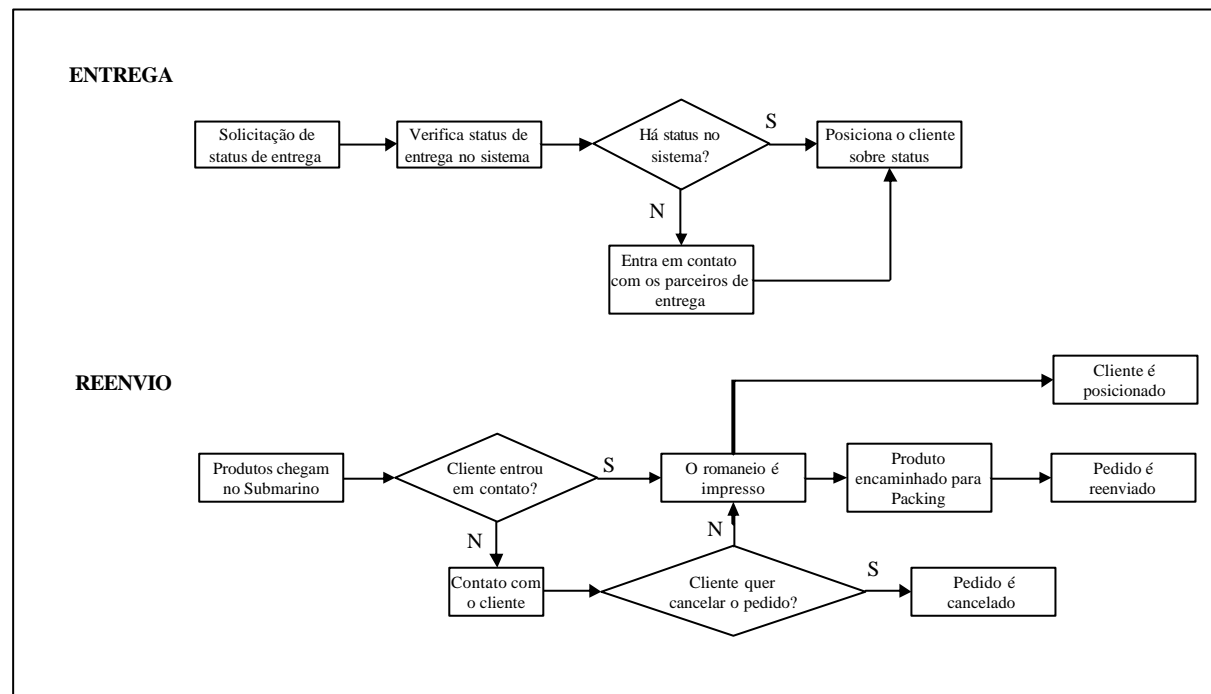 ENTREGA
Solicitação de
status de entrega
Verifica status de
entrega no sistema
Há status no
sistema?
S
Posiciona o cliente
sobre status
N
Entra em contato
com os parceiros de
entrega
REENVIO
Cliente é
posicionado
Produtos chegam
no Submarino
Cliente entrou
em contato?
S
O romaneio é
impresso
Produto
encaminhado para
Packing
Pedido é
reenviado
N
Contato com
o cliente
N
Cliente quer
cancelar o pedido?
S
Pedido é
cancelado